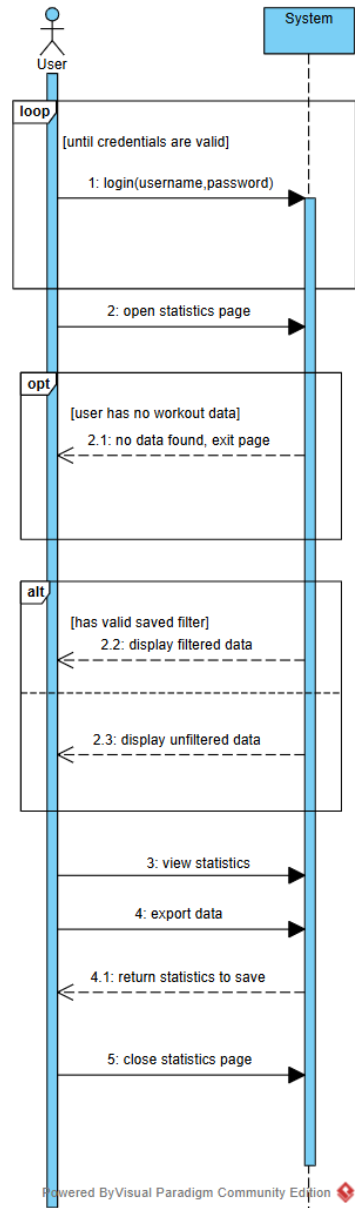 System
User
loop
[until credentials are valid]
1: login(username,password)
2: open statistics page
opt
[user has no workout data]
2.1: no data found, exit page
alt
[has valid saved filter]
2.2: display filtered data
2.3: display unfiltered data
3: view statistics
4: export data
4.1: return statistics to save
5: close statistics page
Powered ByVisual Paradigm Community Edition